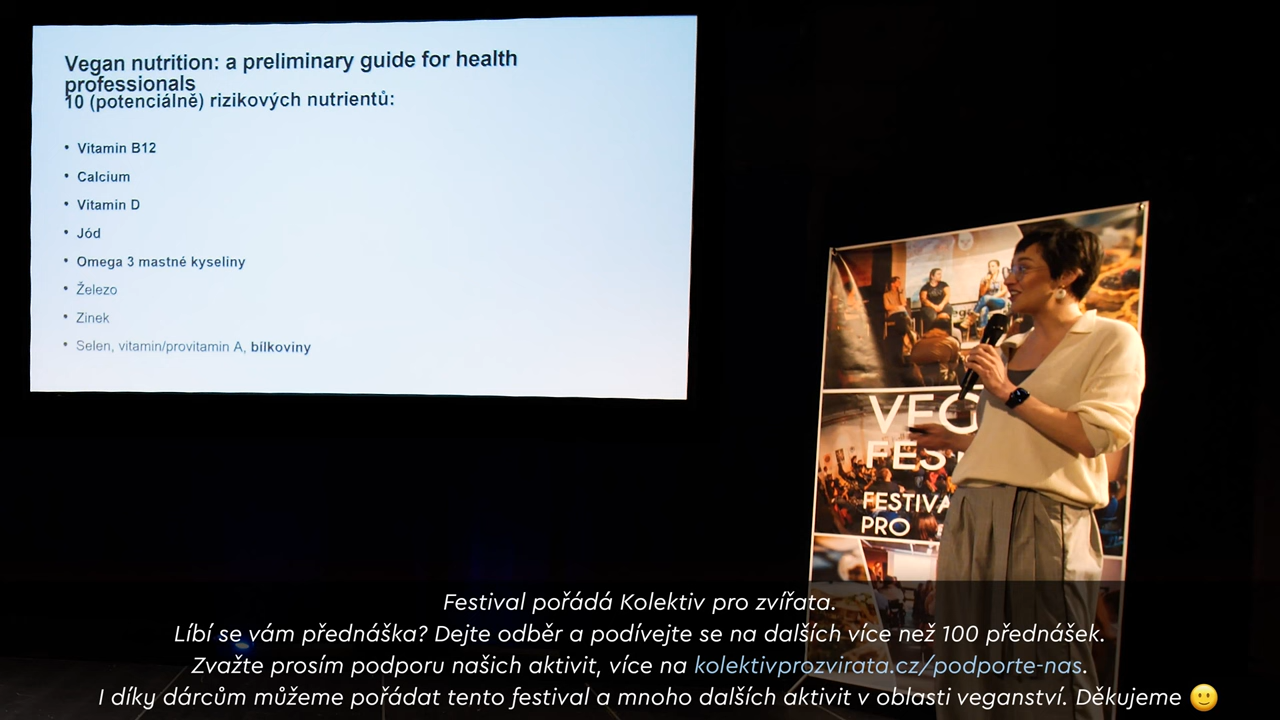 Vegan nutrition: a preliminary guide for health
professionals
10 (potenciálně) rizikových nutrientů:
• Vitamin B12
• Calcium
• Vitamin D
• Jód
• Omega 3 mastné kyseliny
• Železo
• Zinek
• Selen, vitamin/provitamin A, bílkoviny
FESTIVA
PRO
Festival pořádá Kolektiv pro zvířata.
Líbí se vám přednáška? Dejte odběr a podívejte se na dalších více než 100 přednášek.
Zvažte prosím podporu našich aktivit, více na kolektivprozvirata.cz/podporte-nas.
I díky dárcům můžeme pořádat tento festival a mnoho dalších aktivit v oblasti veganství. Děkujeme 🙂